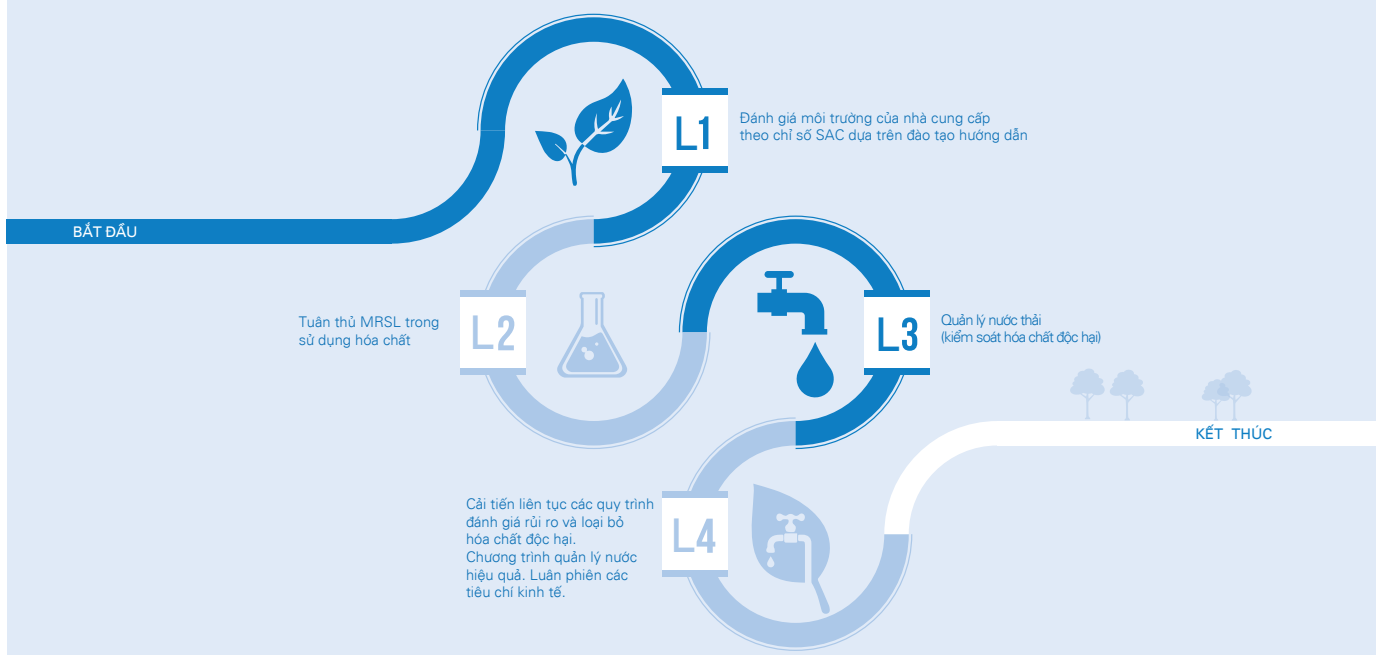 L1
Đánh giá môi trường của nhà cung cấp
theo chỉ số SAC dựa trên đào tạo hướng dẫn
BẮT ĐẦU
Tuân thủ MRSL trong
sử dụng hóa chất
L2
L3
Quản lý nước thải
(kiểm soát hóa chất độc hại)
KẾT THÚC
Cải tiến liên tục các quy trình
đánh giá rủi ro và loại bỏ
hóa chất độc hại.
Chương trình quản lý nước
hiệu quả. Luân phiên các
tiêu chí kinh tế.
L4